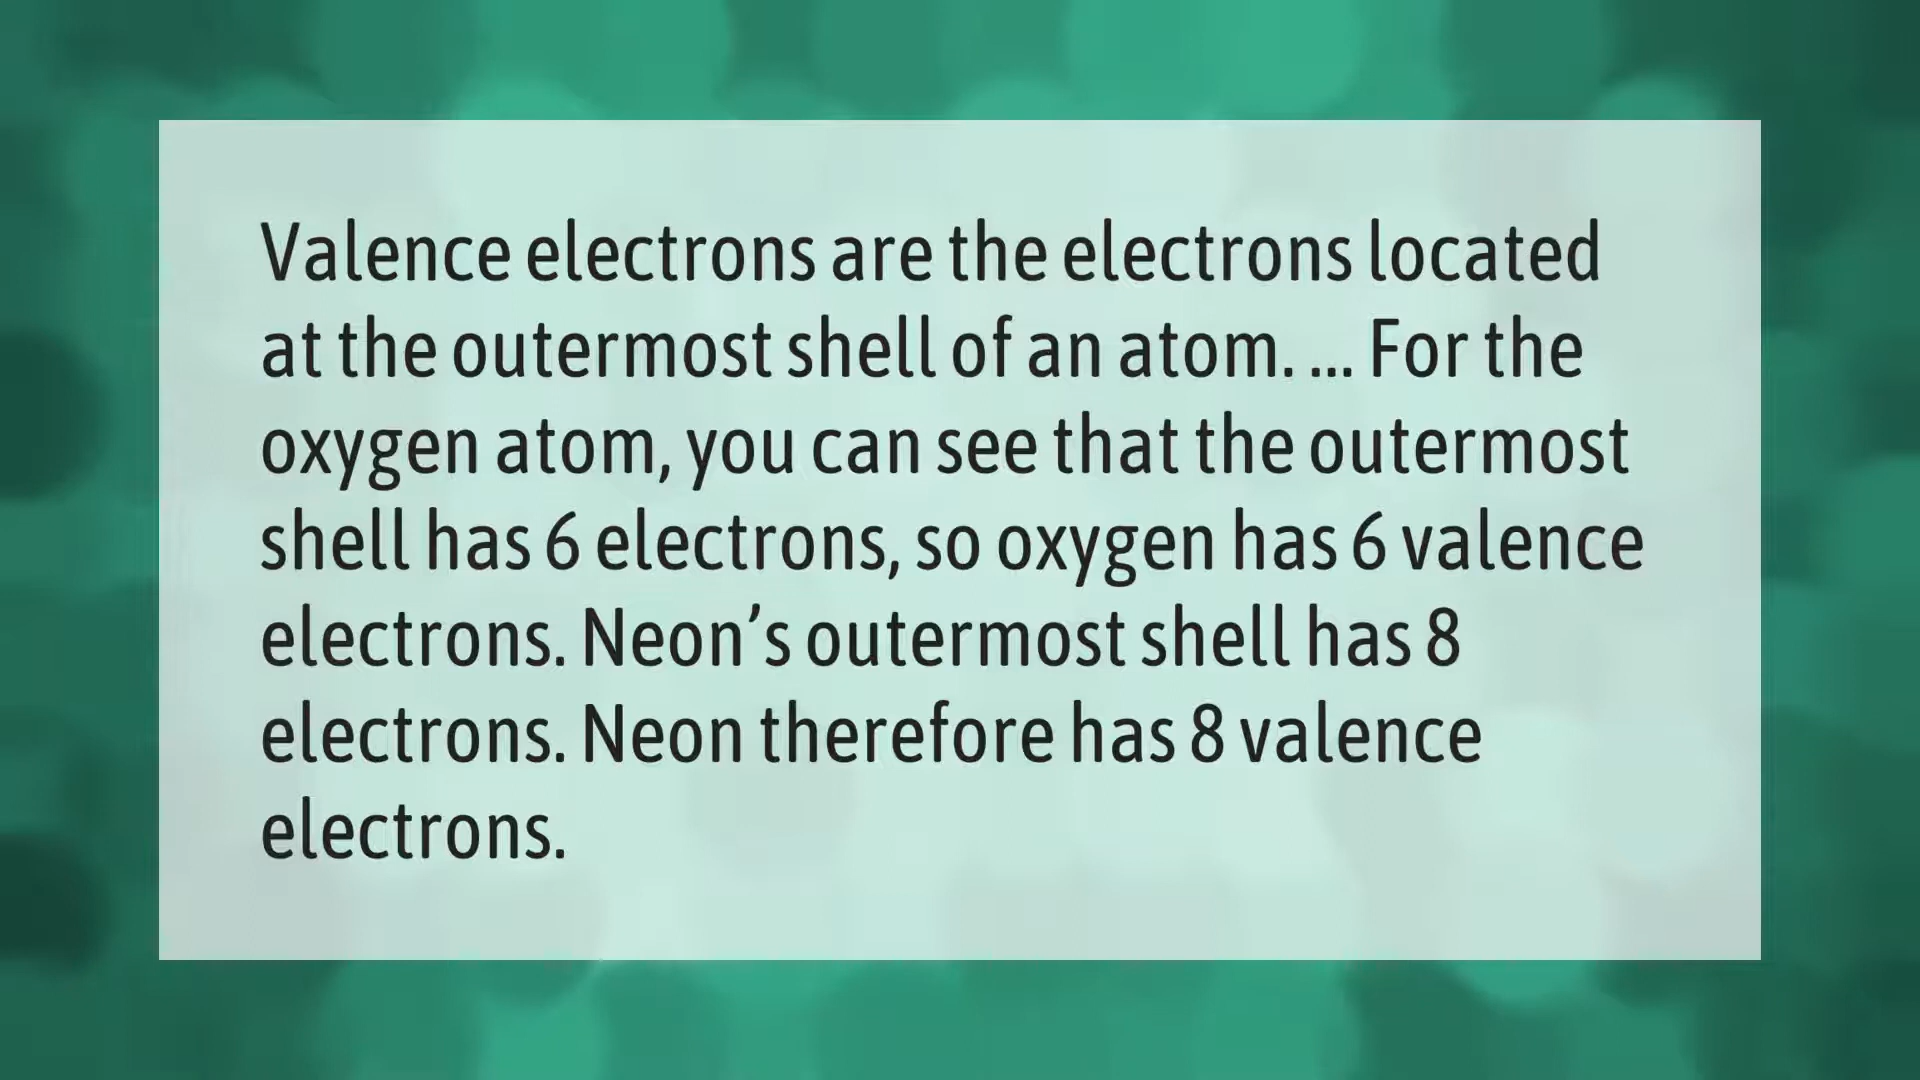 Valence electrons are the electrons located
at the outermost shell of an atom. ... For the
oxygen atom, you can see that the outermost
shell has 6 electrons, so oxygen has 6 valence
electrons. Neon’s outermost shell has 8
electrons. Neon therefore has 8 valence
electrons.